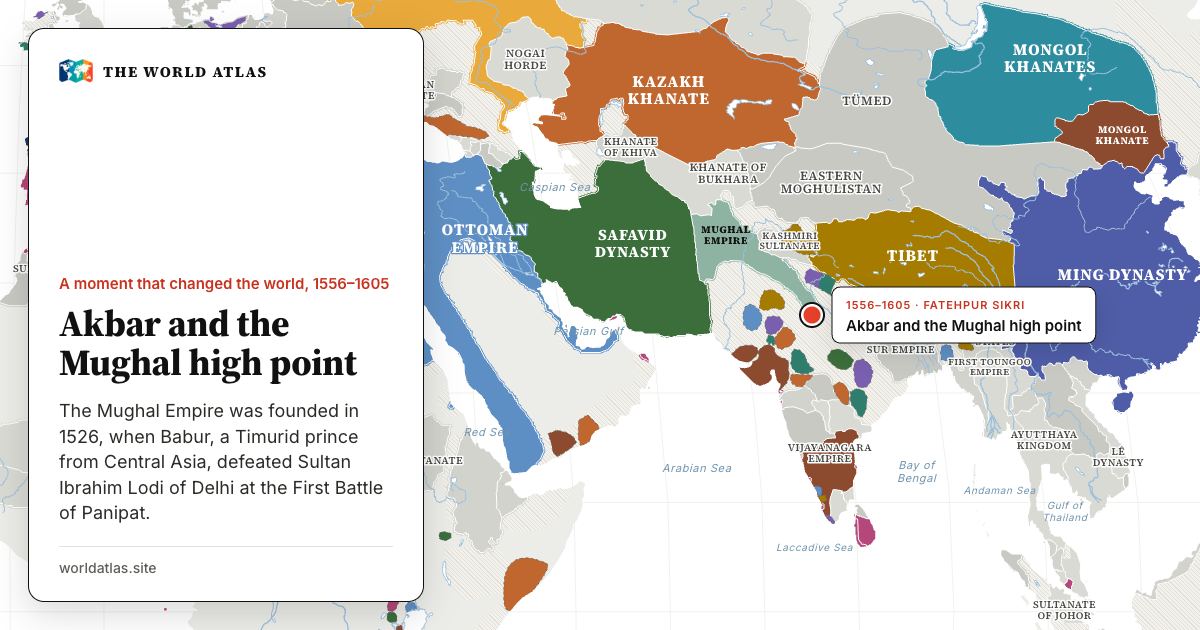 THE WORLD ATLAS
A moment that changed the world, 1556–1605
Akbar and the
Mughal high point
The Mughal Empire was founded in
1526, when Babur, a Timurid prince
from Central Asia, defeated Sultan
Ibrahim Lodi of Delhi at the First Battle
of Panipat.
worldatlas.site
NOGAI
HORDE
KAZAKH
KHANATE
TÜMED
MONGOL
KHANATES
MONGOL
KHANATE
KHANATE
OF KHIVA
KHANATE OF
BUKHARA
EASTERN
MOGHULISTAN
Caspian Sea
OTTOMAN
EMPIRE
SAFAVID
DYNASTY
MUGHAL
EMPIRE
KASHMIRI
SULTANATE
TIBET
MING DYNASTY
1556–1605 · FATEHPUR SIKRI
Akbar and the Mughal high point
Persian Gulf
SUR EMPIRE
FIRST TOUNGOO
EMPIRE
Red Sea
Arabian Sea
VIJAYANAGARA
EMPIRE
Bay of
Bengal
AYUTTHAYA
KINGDOM
LÊ
DYNASTY
Andaman Sea
Gulf of
Thailand
Laccadive Sea
SULTANATE
OF JOHOR